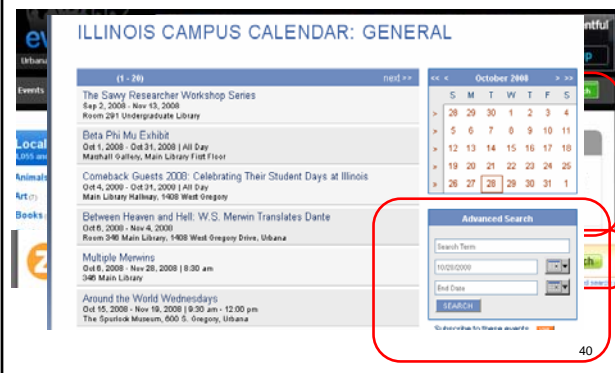 ILLINOIS CAMPUS CALENDAR: GENERAL
ntful
ev
Urbana
Events
Local
1,055 and
Animals
Art (7)
Books
(1 - 20) next >>
The Savvy Researcher Workshop Series
Sep 2, 2008 - Nov 13, 2008
Room 291 Undergraduate Library
Beta Phi Mu Exhibit
Oct 1, 2008 - Oct 31, 2008 | All Day
Marshall Gallery, Main Library First Floor
Comeback Guests 2008: Celebrating Their Student Days at Illinois
Oct 4, 2008 - Oct 31, 2008 | All Day
Main Library Hallway, 1408 West Gregory
Between Heaven and Hell: W.S. Merwin Translates Dante
Oct 6, 2008 - Nov 4, 2008
Room 346 Main Library, 1408 West Gregory Drive, Urbana
Multiple Merwins
Oct 6, 2008 - Nov 28, 2008 | 8:30 am
346 Main Library
Around the World Wednesdays
Oct 15, 2008 - Nov 19, 2008 | 9:30 am - 12:00 pm
The Spurlock Museum, 600 S. Gregory, Urbana
<< < October 2008 > >>
S M T W T F S
> 28 29 30 1 2 3 4
> 5 6 7 8 9 10 11
> 12 13 14 15 16 17 18
> 19 20 21 22 23 24 25
> 26 27 28 29 30 31 1
Advanced Search
Search Term
10/28/2008
End Date
SEARCH
Subscribe to these events
ch
40